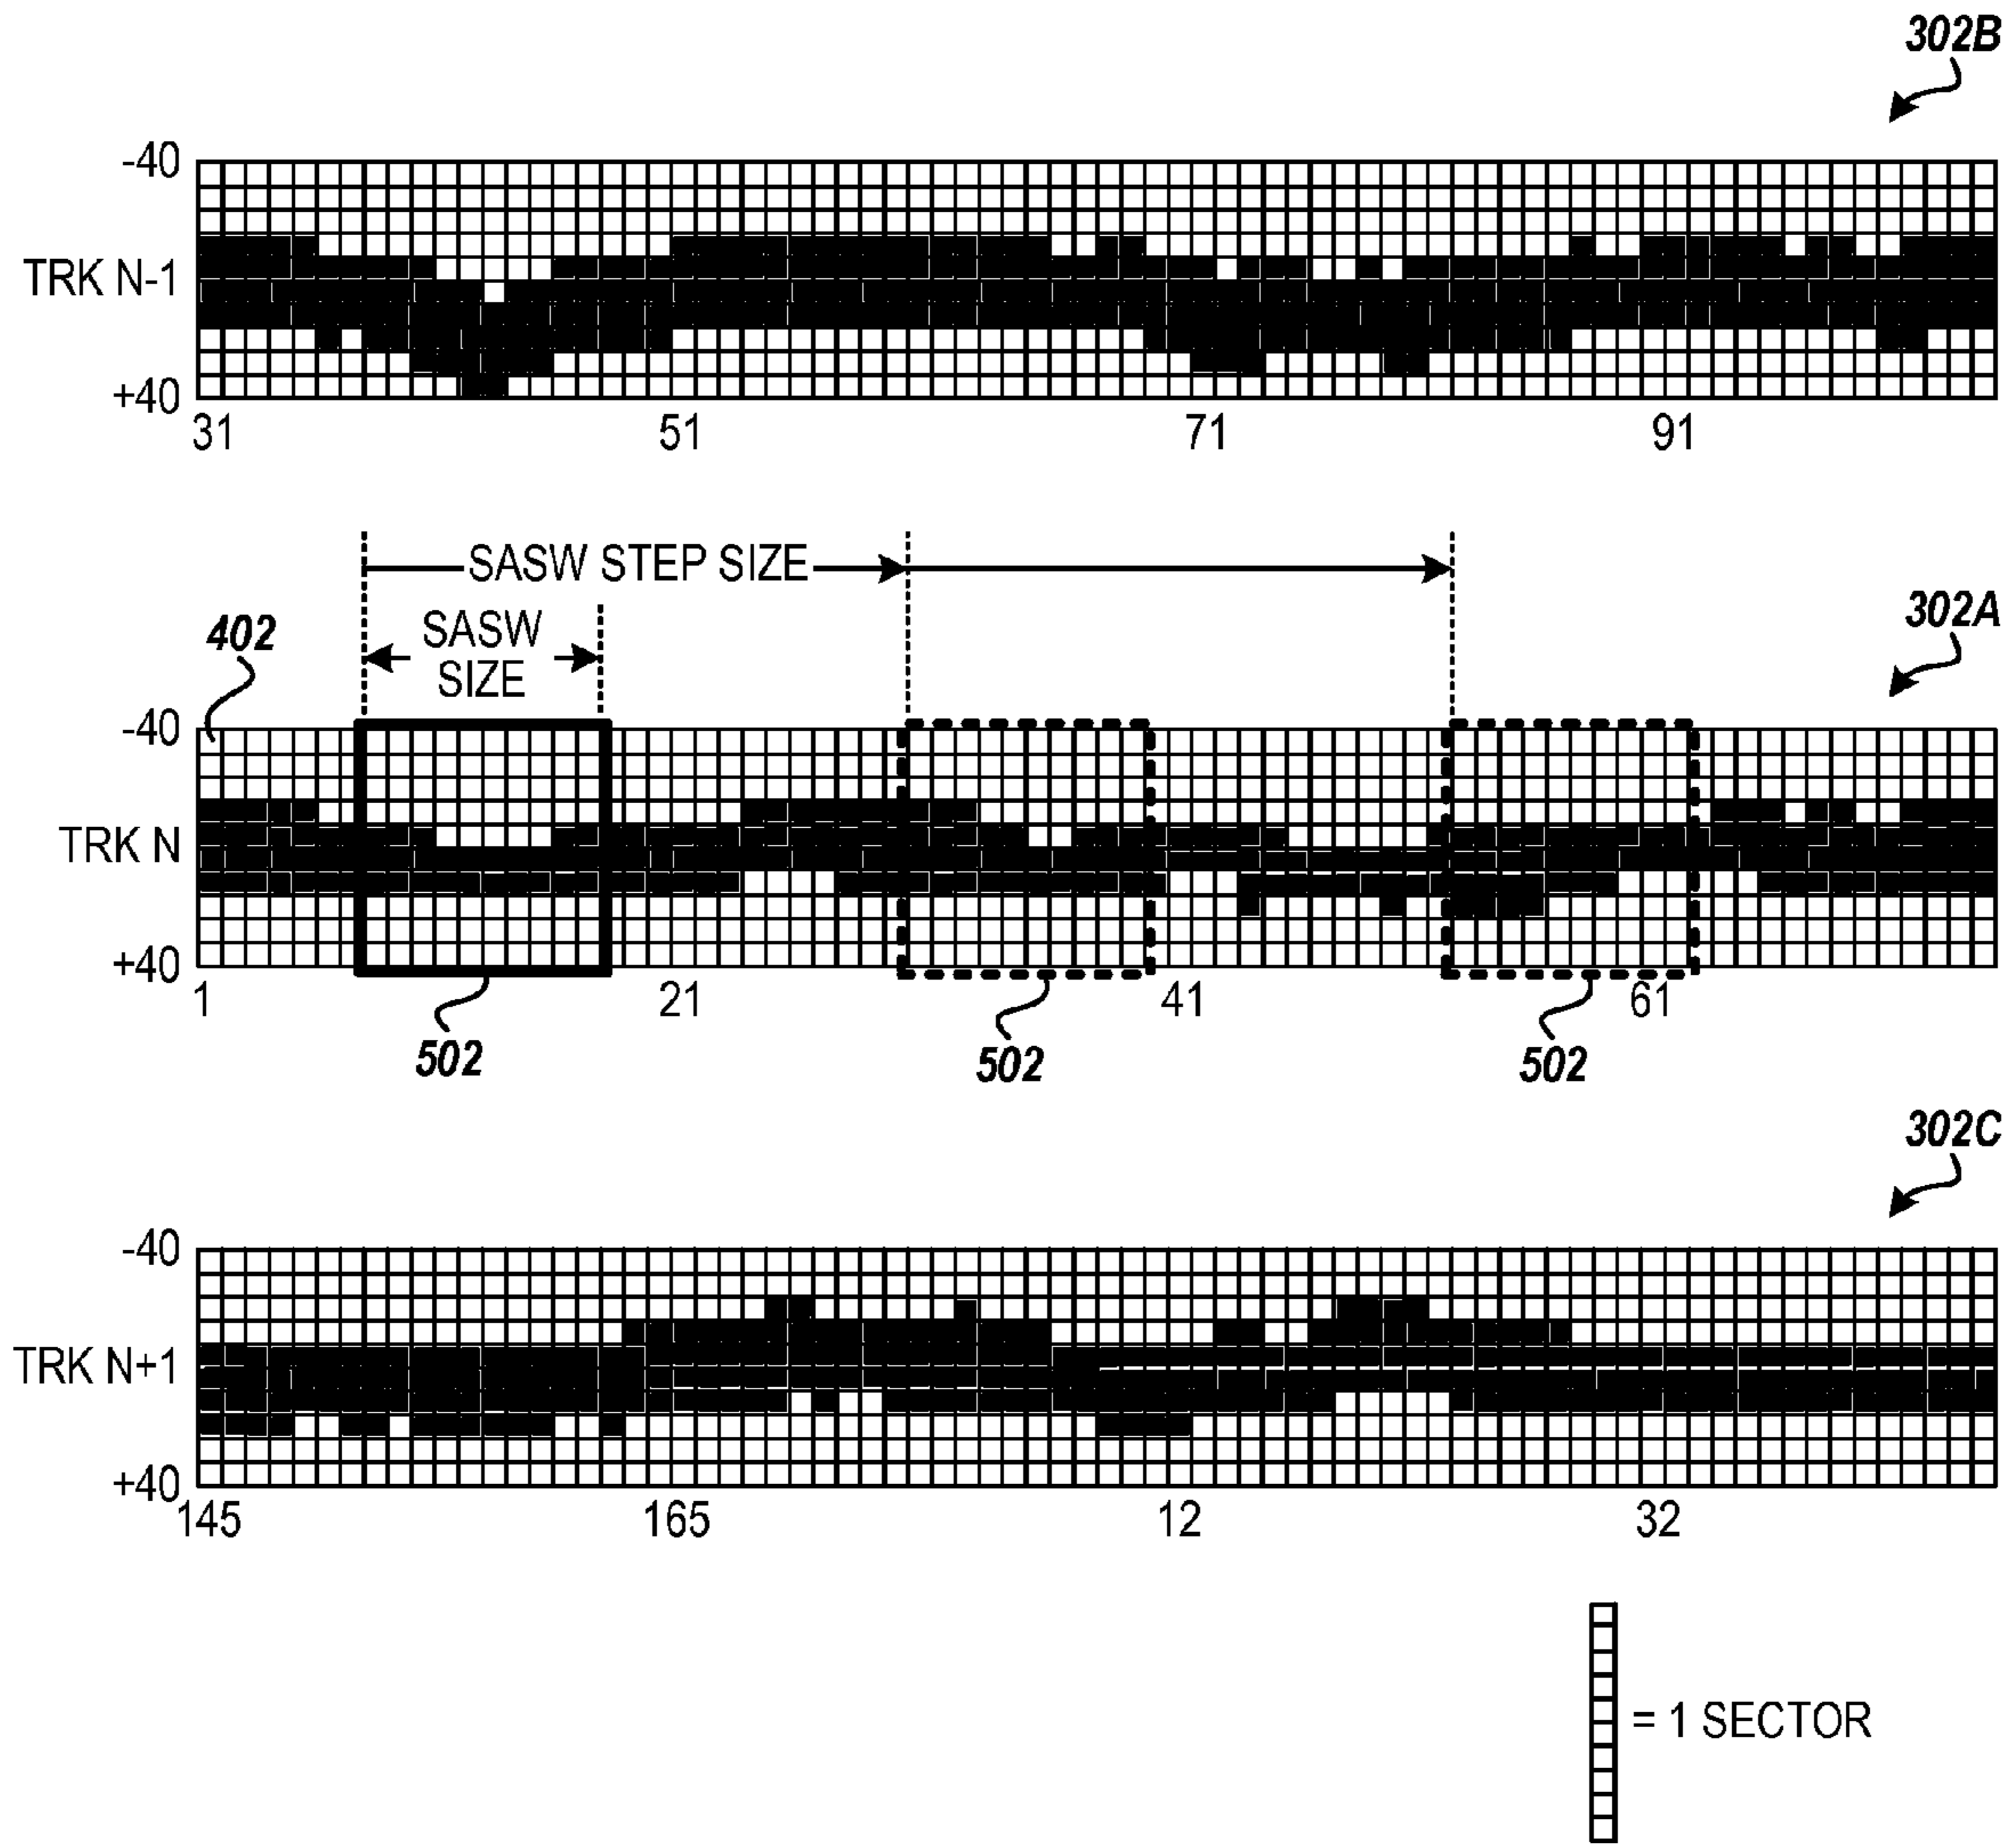 302B
-40
TRK N-1
+40
31 51 71 91
SASW STEP SIZE
302A
402
SASW
SIZE
-40
TRK N
+40
1 21 41 61
502 502 502
302C
-40
TRK N+1
+40
145 165 12 32
= 1 SECTOR